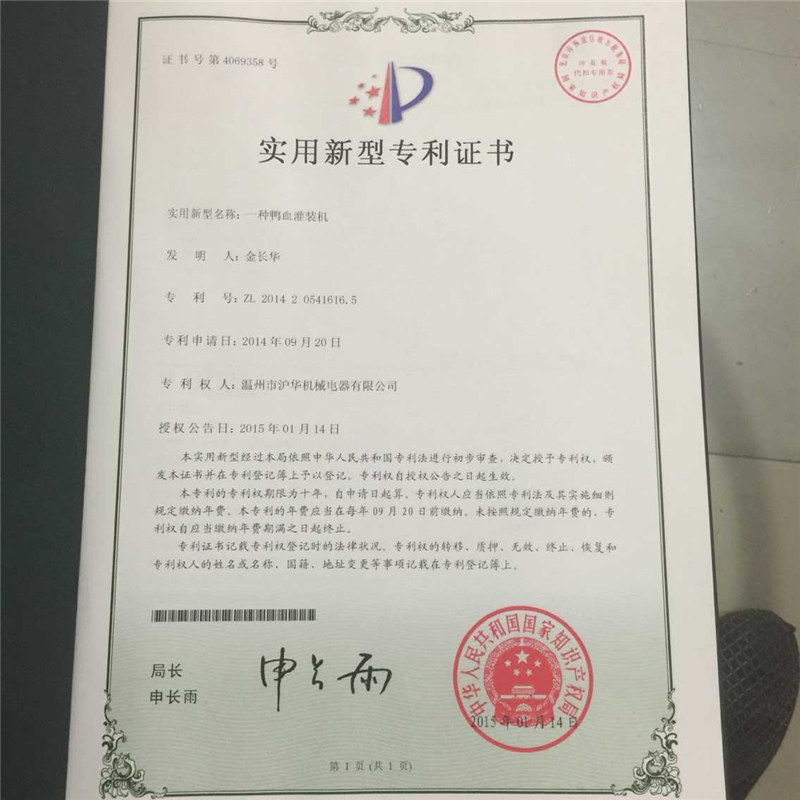 证书号第4069358号
实用新型专利证书
实用新型名称：一种鸭血灌装机
发明人：金长华
专利号：ZL 2014 2 0541616.5
专利申请日：2014年09月20日
专利权人：温州市沪华机械电器有限公司
授权公告日：2015年01月14日
本实用新型经过本局依照中华人民共和国专利法进行初步审查，决定授予专利权，颁
发本证书并在专利登记簿上予以登记。专利权自授权公告之日起生效。
本专利的专利权期限为十年，自申请日起算。专利权人应当依照专利法及其实施细则
规定缴纳年费。本专利的年费应当在每年09月20日前缴纳。未按照规定缴纳年费的，专
利权自应当缴纳年费期满之日起终止。
专利证书记载专利权登记时的法律状况。专利权的转移、质押、无效、终止、恢复和
专利权人的姓名或名称、国籍、地址变更等事项记载在专利登记簿上。
局长
申长雨
申长雨
中华人民共和国国家知识产权局
2015年01月14日
第1页(共1页)